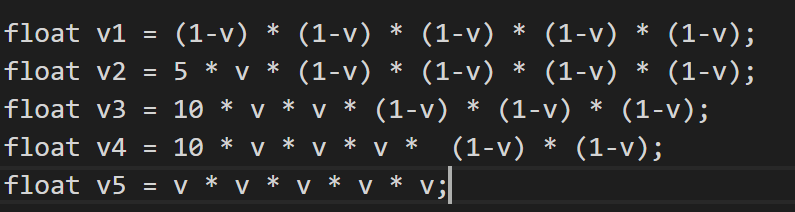 float v1 = (1-v) * (1-v) * (1-v) * (1-v) * (1-v);
float v2 = 5 * v * (1-v) * (1-v) * (1-v) * (1-v);
float v3 = 10 * v * v * (1-v) * (1-v) * (1-v);
float v4 = 10 * v * v * v *  (1-v) * (1-v);
float v5 = v * v * v * v * v;